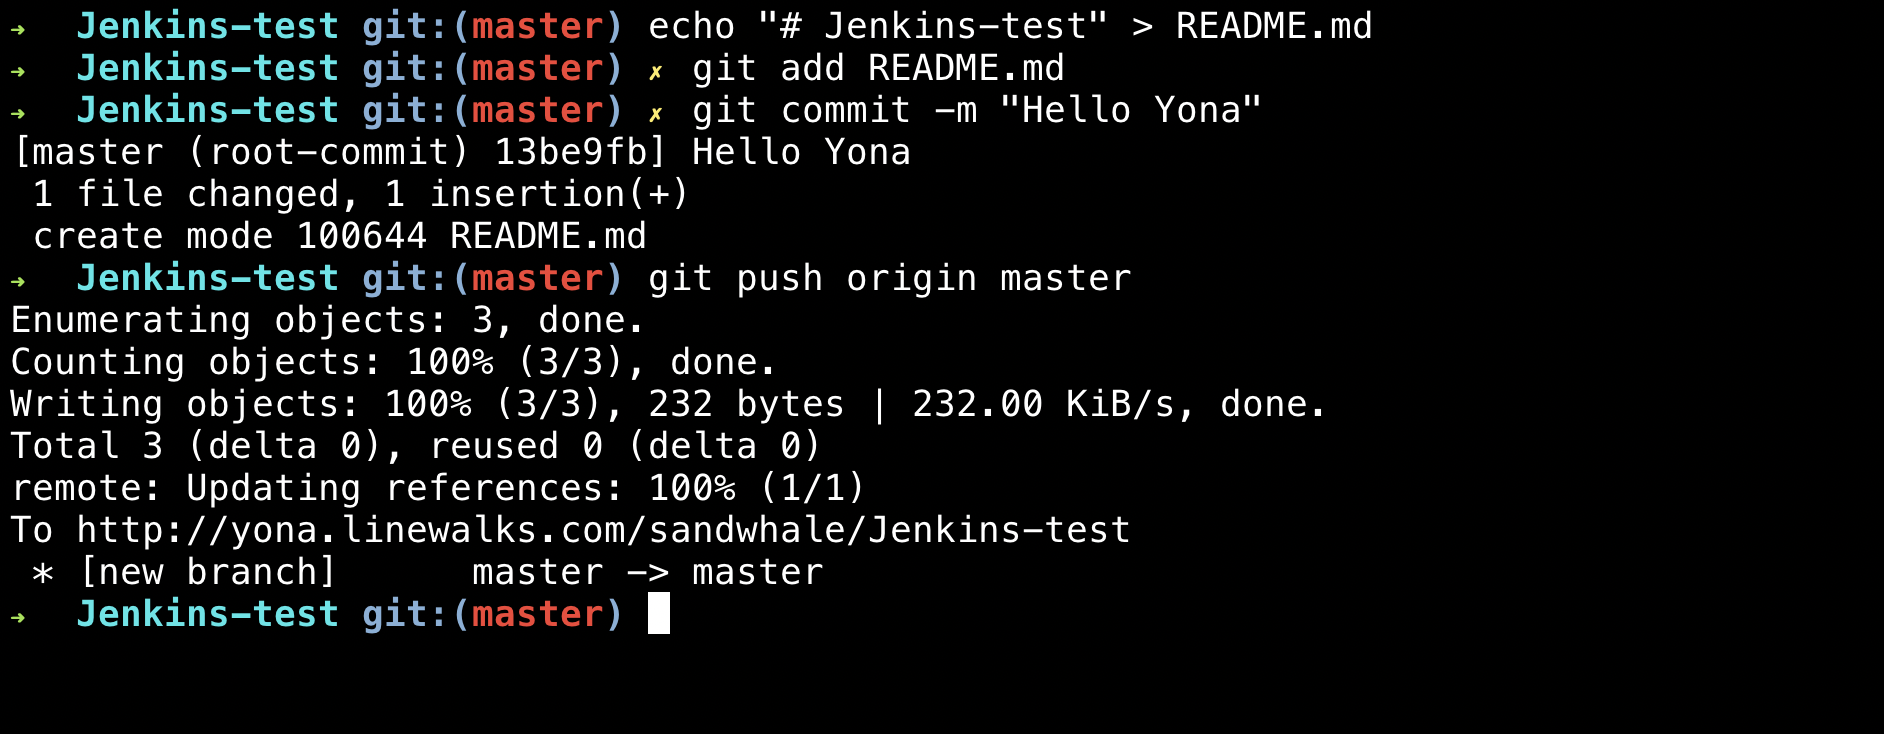 →  Jenkins-test git:(master) echo "# Jenkins-test" > README.md
→  Jenkins-test git:(master) ✗ git add README.md
→  Jenkins-test git:(master) ✗ git commit -m "Hello Yona"
[master (root-commit) 13be9fb] Hello Yona
 1 file changed, 1 insertion(+)
 create mode 100644 README.md
→  Jenkins-test git:(master) git push origin master
Enumerating objects: 3, done.
Counting objects: 100% (3/3), done.
Writing objects: 100% (3/3), 232 bytes | 232.00 KiB/s, done.
Total 3 (delta 0), reused 0 (delta 0)
remote: Updating references: 100% (1/1)
To http://yona.linewalks.com/sandwhale/Jenkins-test
 * [new branch]      master -> master
→  Jenkins-test git:(master)